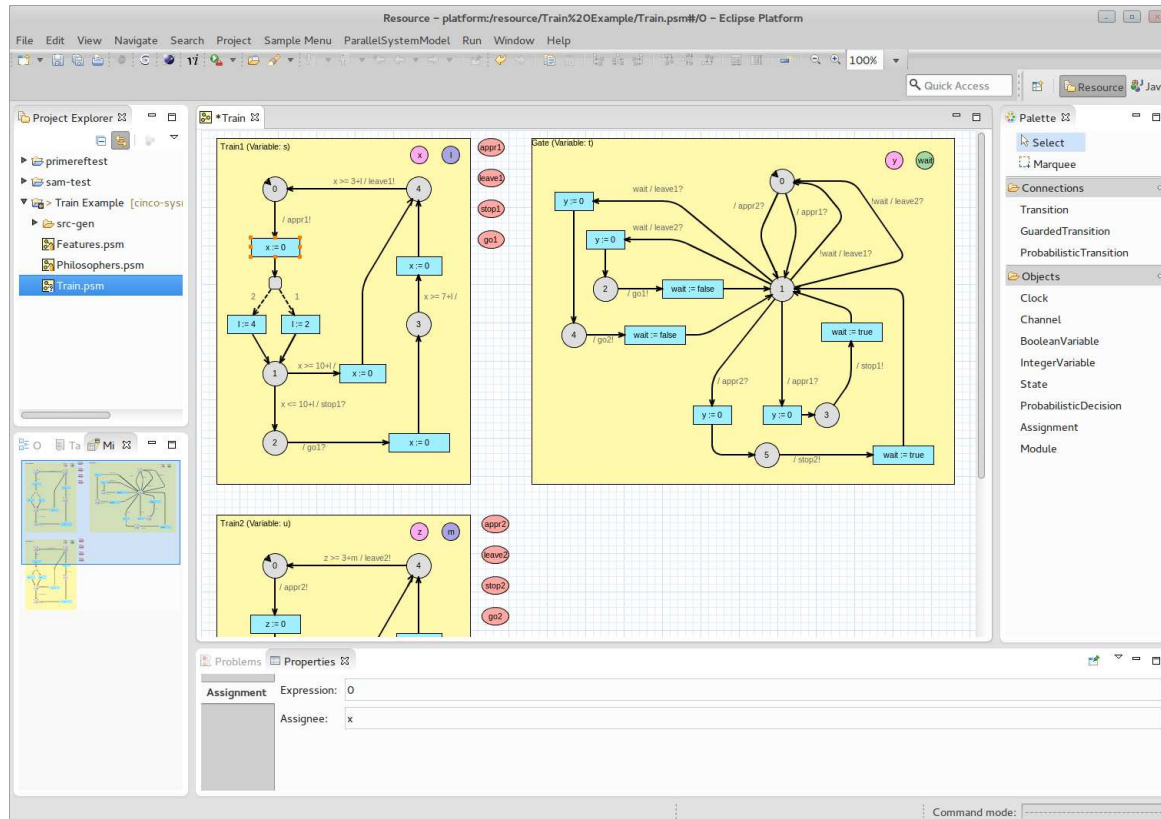 Resource – platform:/resource/Train%20Example/Train.psm#/0 – Eclipse Platform
File Edit View Navigate Search Project Sample Menu ParallelSystemModel Run Window Help
100%
Quick Access
Resource
Jav
Project Explorer
primereftest
sam-test
> Train Example [cinco-sys
src-gen
Features.psm
Philosophers.psm
Train.psm
O
Ta
Mi
*Train
Train1 (Variable: s)
x
l
0
x >= 3+l / leave1!
4
/ appr1!
x := 0
2
1
l := 4
l := 2
1
x >= 10+l /
x := 0
x <= 10+l / stop1?
2
/ go1?
x := 0
x := 0
x >= 7+l /
3
appr1
leave1
stop1
go1
Gate (Variable: t)
y
wait
0
wait / leave1?
y := 0
/ appr2?
/ appr1?
!wait / leave2?
wait / leave2?
y := 0
!wait / leave1?
2
/ go1!
wait := false
1
4
/ go2!
wait := false
wait := true
/ stop1!
/ appr2?
/ appr1?
y := 0
y := 0
3
5
/ stop2!
wait := true
Train2 (Variable: u)
z
m
0
z >= 3+m / leave2!
4
/ appr2!
z := 0
appr2
leave2
stop2
go2
Palette
Select
Marquee
Connections
Transition
GuardedTransition
ProbabilisticTransition
Objects
Clock
Channel
BooleanVariable
IntegerVariable
State
ProbabilisticDecision
Assignment
Module
Problems
Properties
Assignment
Expression: 0
Assignee: x
Command mode: